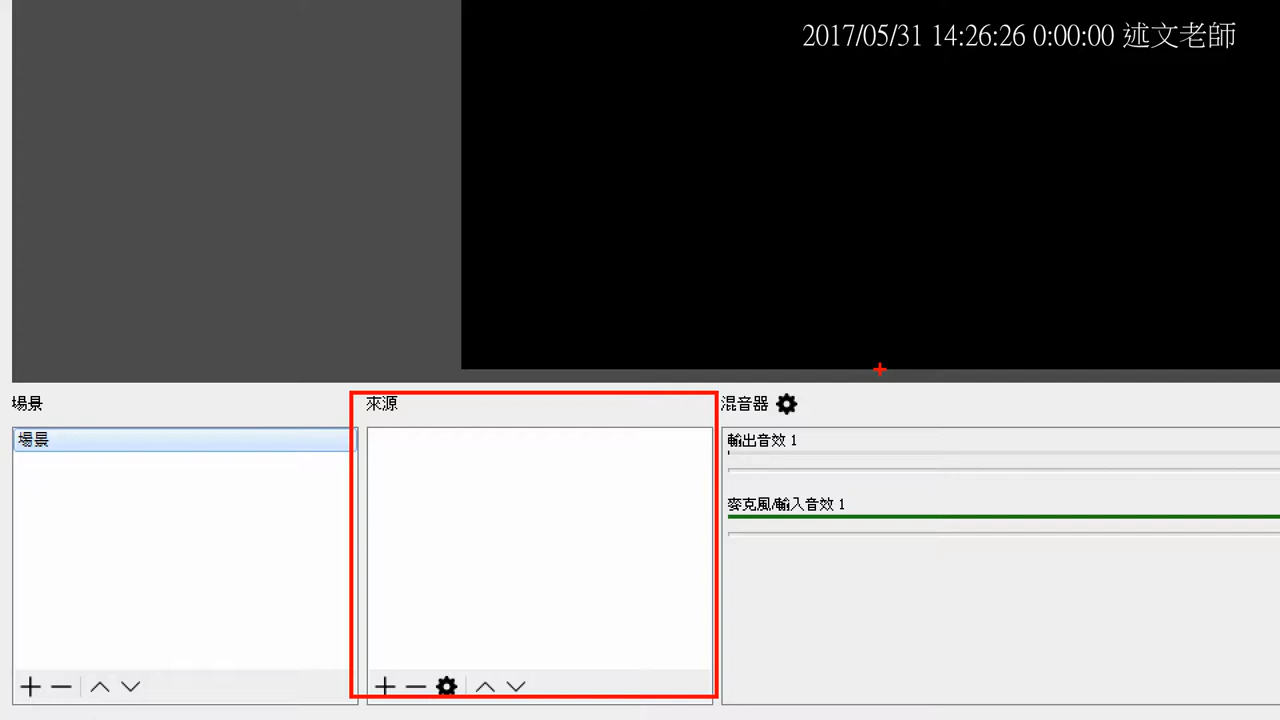 2017/05/31 14:26:26 0:00:00 述文老師
場景
來源
混音器
場景
輸出音效 1
麥克風/輸入音效 1